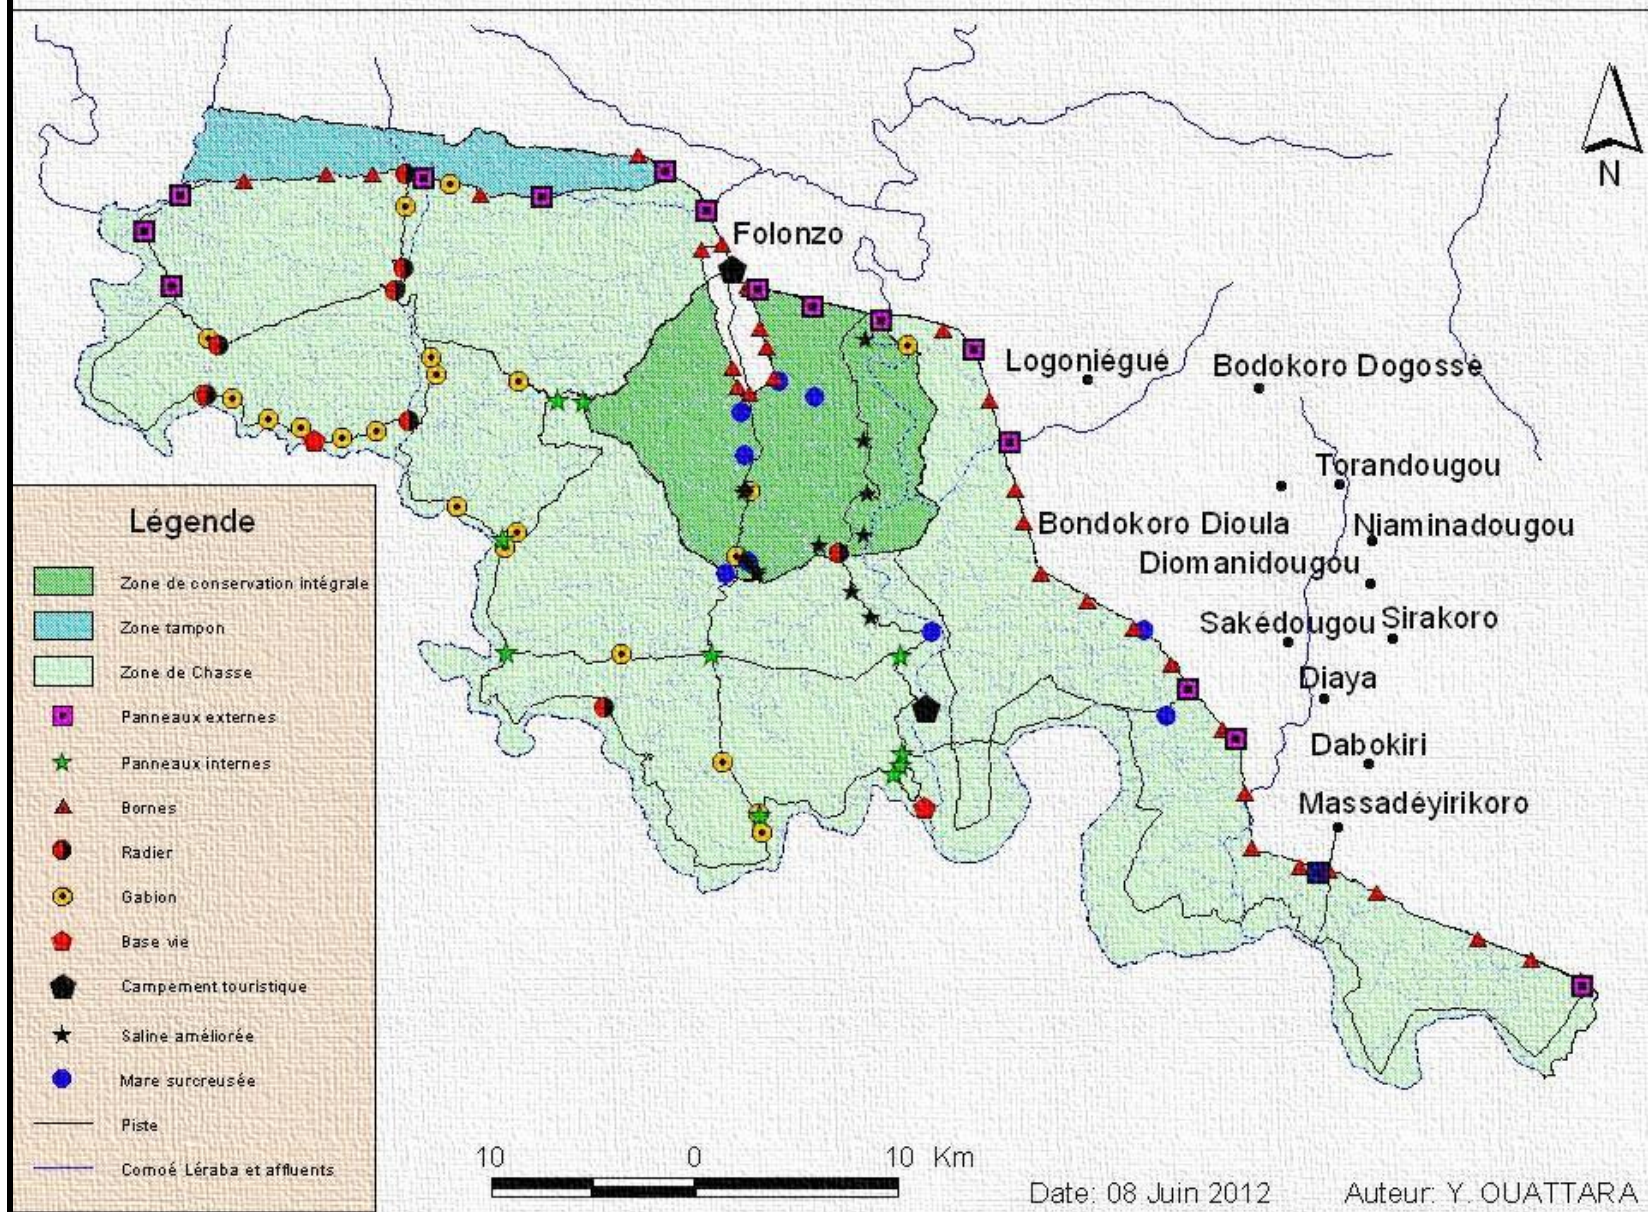 N
Folonzo
Logoniégué
Bodokoro Dogossé
Torandougou
Bondokoro Dioula
Niaminadougou
Diomanidougou
Sakédougou
Sirakoro
Diaya
Dabokiri
Massadéyirikoro
Légende
Zone de conservation intégrale
Zone tampon
Zone de Chasse
Panneaux externes
Panneaux internes
Bornes
Radier
Gabion
Base vie
Campement touristique
Saline améliorée
Mare surcreusée
Piste
Comoé Léraba et affluents
10 0 10 Km
Date: 08 Juin 2012
Auteur: Y. OUATTARA